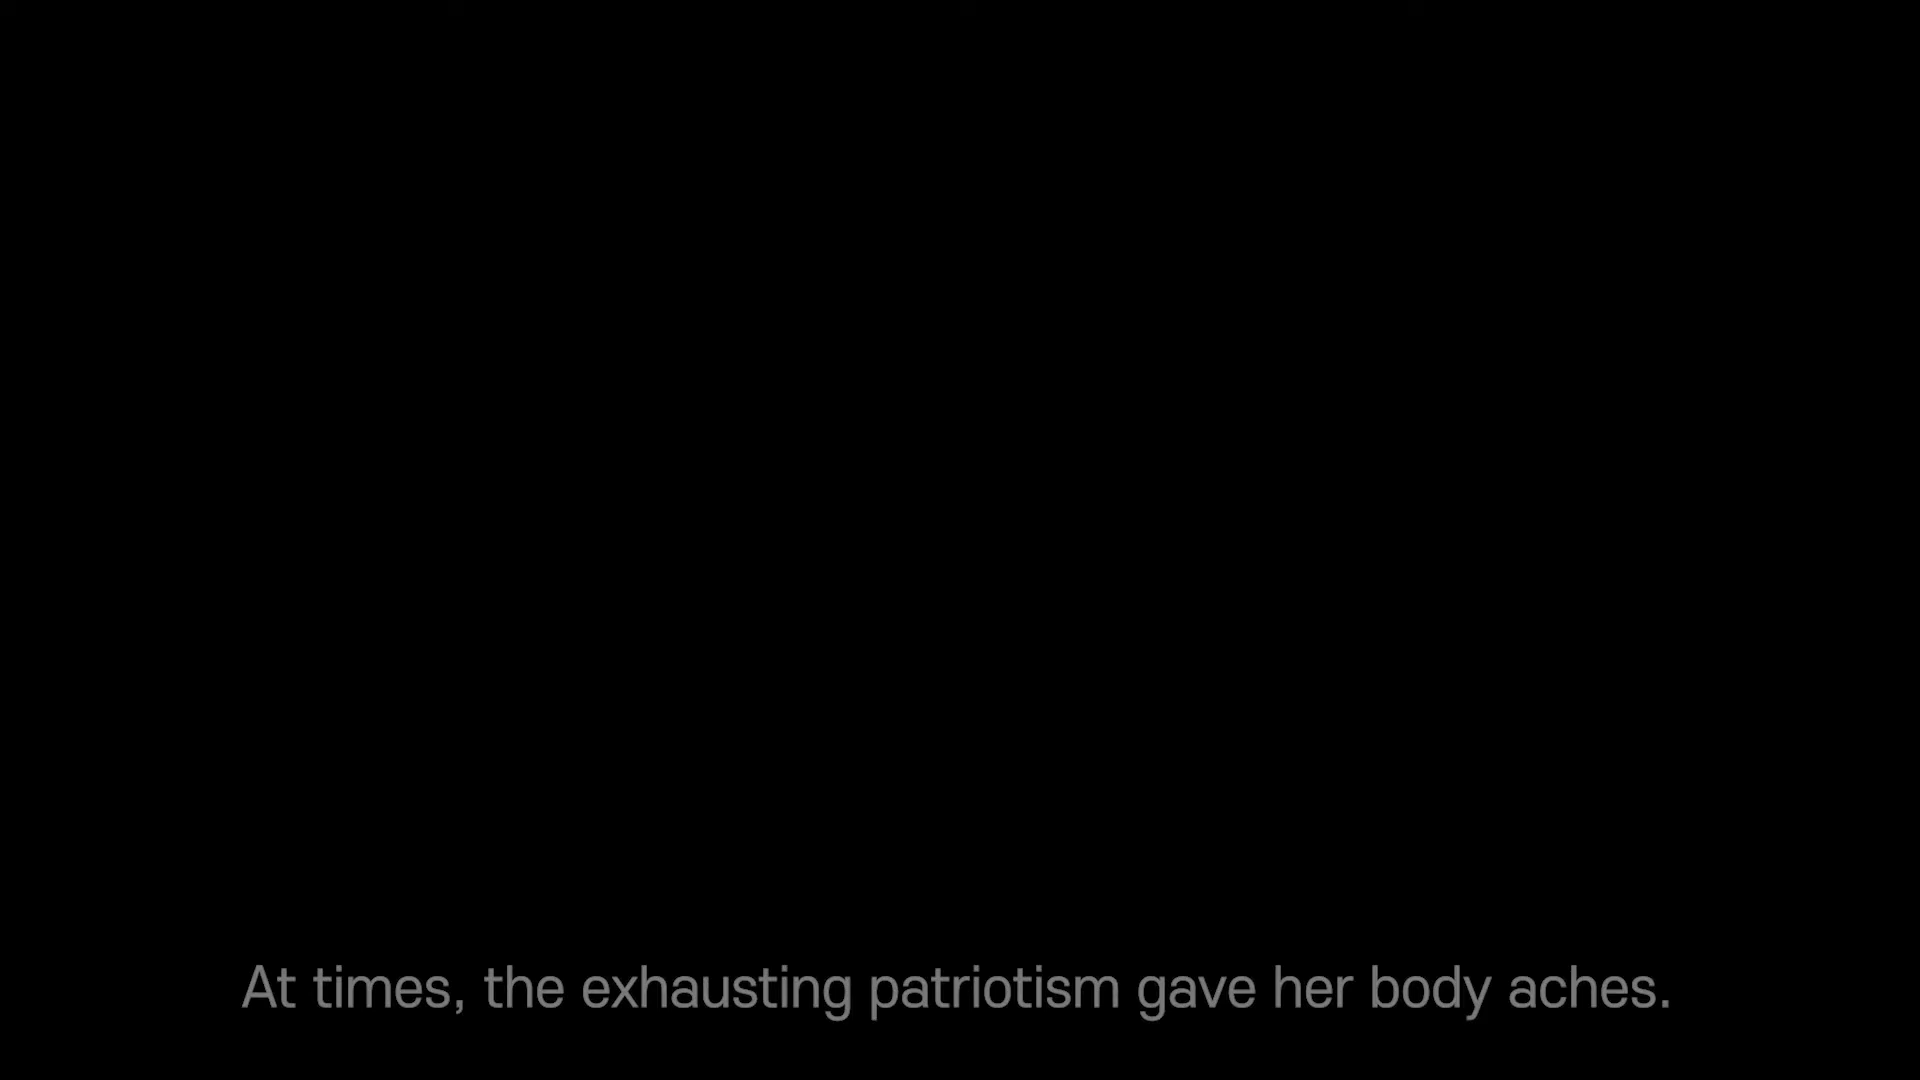 At times, the exhausting patriotism gave her body aches.